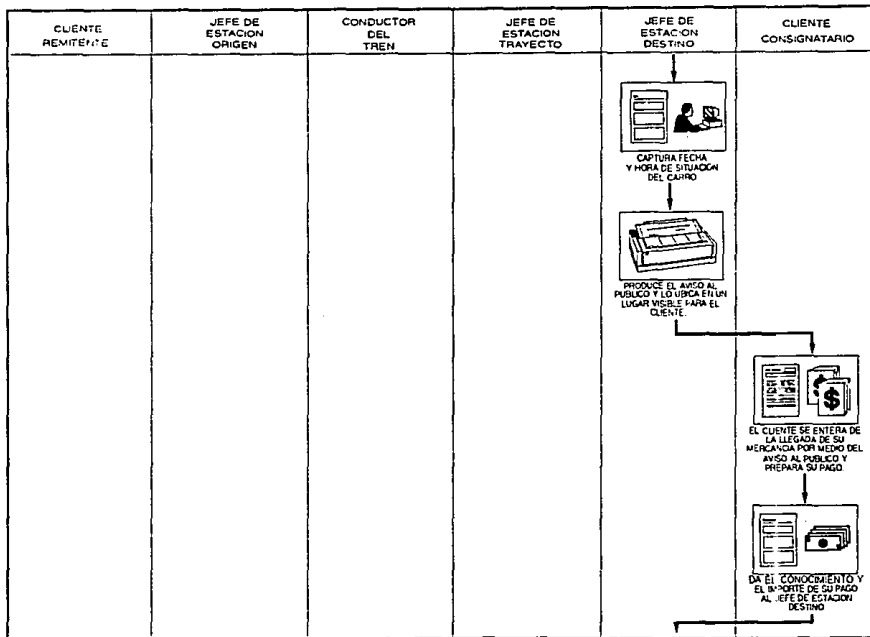 CLIENTE
REMITENTE
JEFE DE
ESTACION
ORIGEN
CONDUCTOR
DEL
TREN
JEFE DE
ESTACION
TRAYECTO
JEFE DE
ESTACION
DESTINO
CLIENTE
CONSIGNATARIO
CAPTURA FECHA
Y HORA DE SITUACION
DEL CARRO
PRODUCE EL AVISO AL
PUBLICO Y LO UBICA EN UN
LUGAR VISIBLE PARA EL
CLIENTE.
$
EL CLIENTE SE ENTERA DE
LA LLEGADA DE SU
MERCANCIA POR MEDIO DEL
AVISO AL PUBLICO Y
PREPARA SU PAGO.
DA EL CONOCIMIENTO Y
EL IMPORTE DE SU PAGO
AL JEFE DE ESTACION
DESTINO